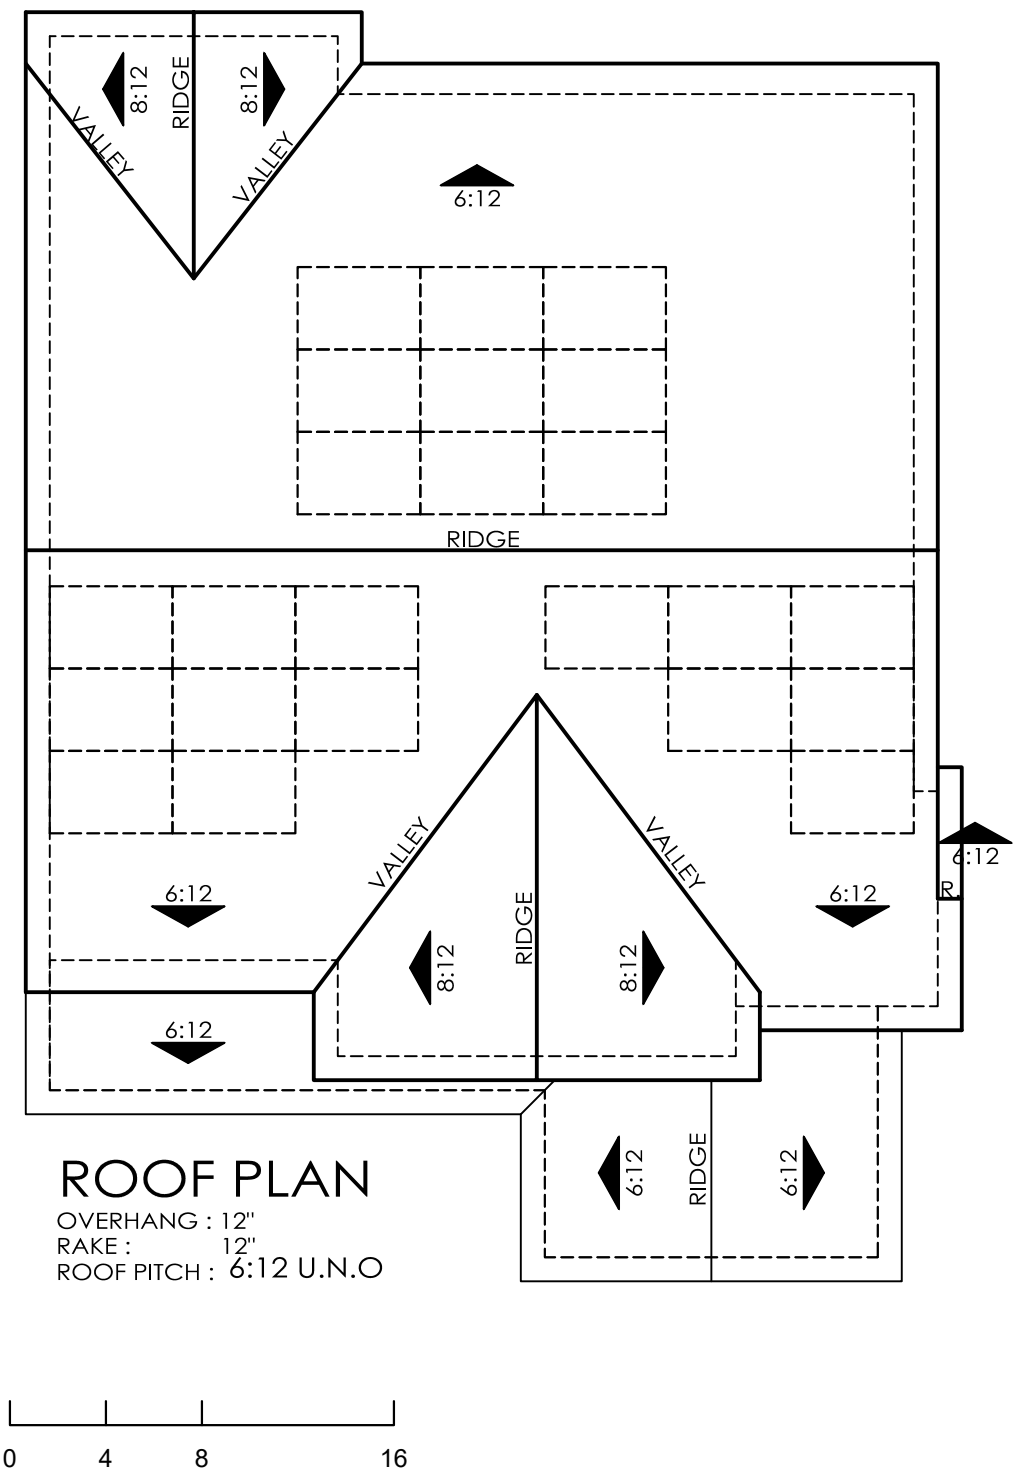 8:12
RIDGE
8:12
VALLEY
VALLEY
6:12
RIDGE
VALLEY
VALLEY
6:12
R.
6:12
6:12
RIDGE
8:12
8:12
6:12
RIDGE
6:12
6:12
ROOF PLAN
OVERHANG : 12"
RAKE : 12"
ROOF PITCH : 6:12 U.N.O
0 4 8 16